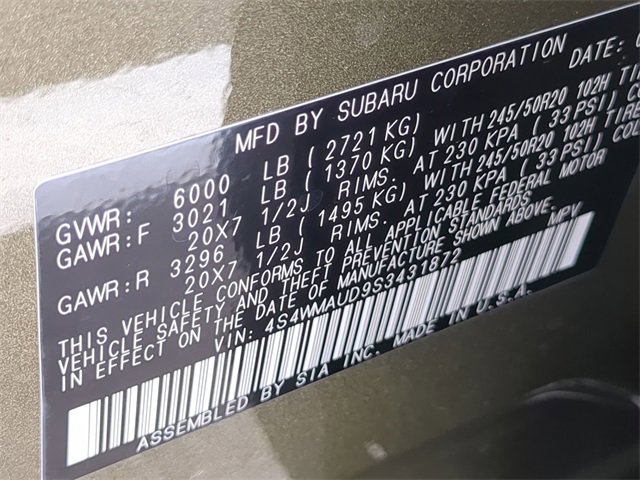 MFD BY SUBARU CORPORATION DATE:
GVWR: 6000 LB ( 2721 KG)
GAWR:F 3021 LB ( 1370 KG) WITH 245/50R20 102H TIRES
20X7 1/2J RIMS. AT 230 KPA ( 33 PSI) COLD
GAWR:R 3296 LB ( 1495 KG) WITH 245/50R20 102H TIRES
20X7 1/2J RIMS. AT 230 KPA ( 33 PSI) COLD
THIS VEHICLE CONFORMS TO ALL APPLICABLE FEDERAL MOTOR
VEHICLE SAFETY AND THEFT PREVENTION STANDARDS
IN EFFECT ON THE DATE OF MANUFACTURE SHOWN ABOVE.
VIN: 4S4WMAUD9S3431872 MPV
ASSEMBLED BY SIA INC. MADE IN U.S.A.